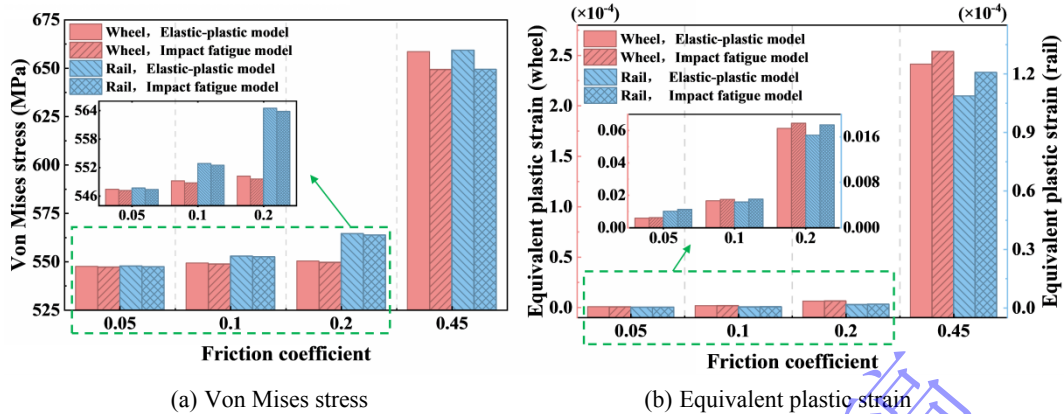 675
650
625
600
575
550
525
Von Mises stress (MPa)
Wheel, Elastic-plastic model
Wheel, Impact fatigue model
Rail, Elastic-plastic model
Rail, Impact fatigue model
564
558
552
546
0.05 0.1 0.2
0.05 0.1 0.2 0.45
Friction coefficient
(a) Von Mises stress
(×10⁻⁴) (×10⁻⁴)
2.5
2.0
1.5
1.0
0.5
0.0
Equivalent plastic strain (wheel)
Wheel, Elastic-plastic model
Wheel, Impact fatigue model
Rail, Elastic-plastic model
Rail, Impact fatigue model
0.06
0.04
0.02
0.00
0.016
0.008
0.000
0.05 0.1 0.2
1.2
0.9
0.6
0.3
0.0
Equivalent plastic strain (rail)
0.05 0.1 0.2 0.45
Friction coefficient
(b) Equivalent plastic strain